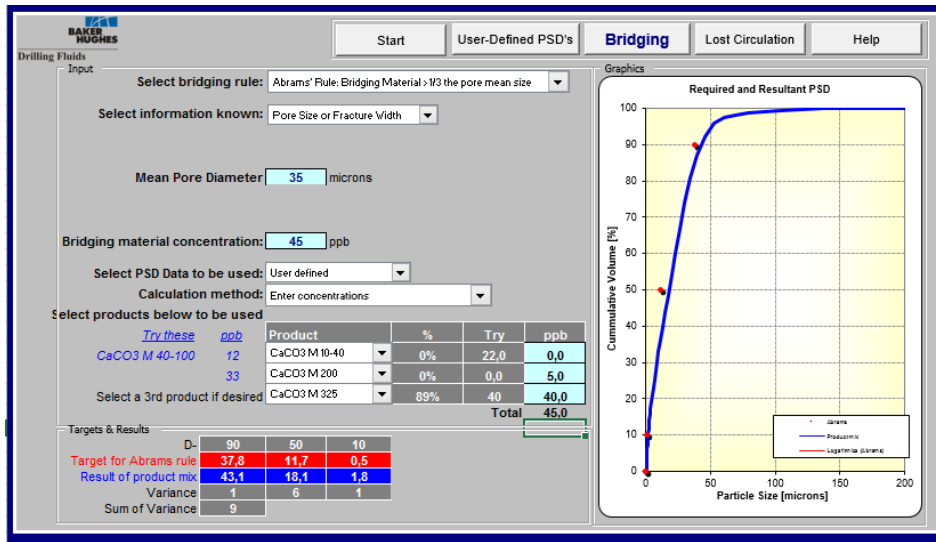 BAKER
HUGHES
Drilling Fluids
Start
User-Defined PSD's
Bridging
Lost Circulation
Help
Input
Select bridging rule: Abrams' Rule: Bridging Material > 1/3 the pore mean size
Select information known: Pore Size or Fracture Width
Mean Pore Diameter 35 microns
Bridging material concentration: 45 ppb
Select PSD Data to be used: User defined
Calculation method: Enter concentrations
Select products below to be used
Try these ppb Product % Try ppb
CaCO3 M 40-100 12 CaCO3 M 10-40 0% 22,0 0,0
33 CaCO3 M 200 0% 0,0 5,0
Select a 3rd product if desired CaCO3 M 325 89% 40 40,0
Total 45,0
Targets & Results
D- 90 50 10
Target for Abrams rule 37,8 11,7 0,5
Result of product mix 43,1 18,1 1,8
Variance 1 6 1
Sum of Variance 9
Graphics
Required and Resultant PSD
Cummulative Volume [%]
100
90
80
70
60
50
40
30
20
10
0
0 50 100 150 200
Particle Size [microns]
Abrams
Productmix
Logarítmica (Abrams)